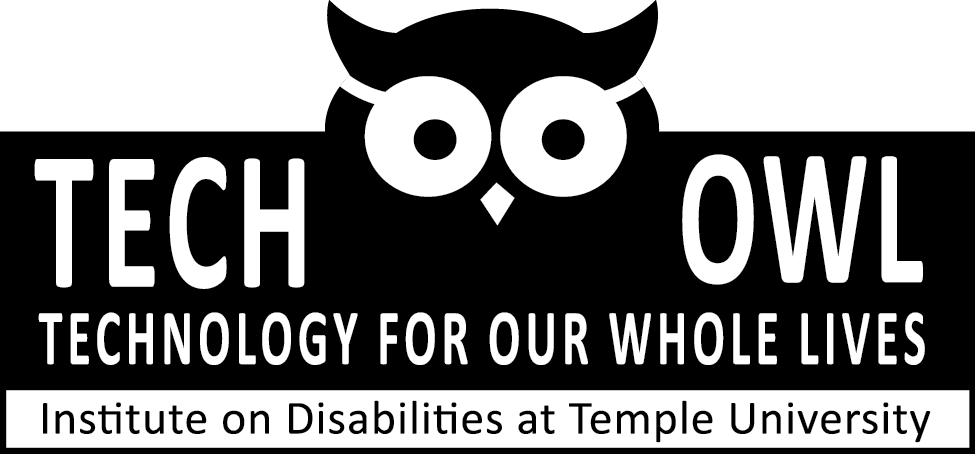 TECH OWL
TECHNOLOGY FOR OUR WHOLE LIVES
Institute on Disabilities at Temple University